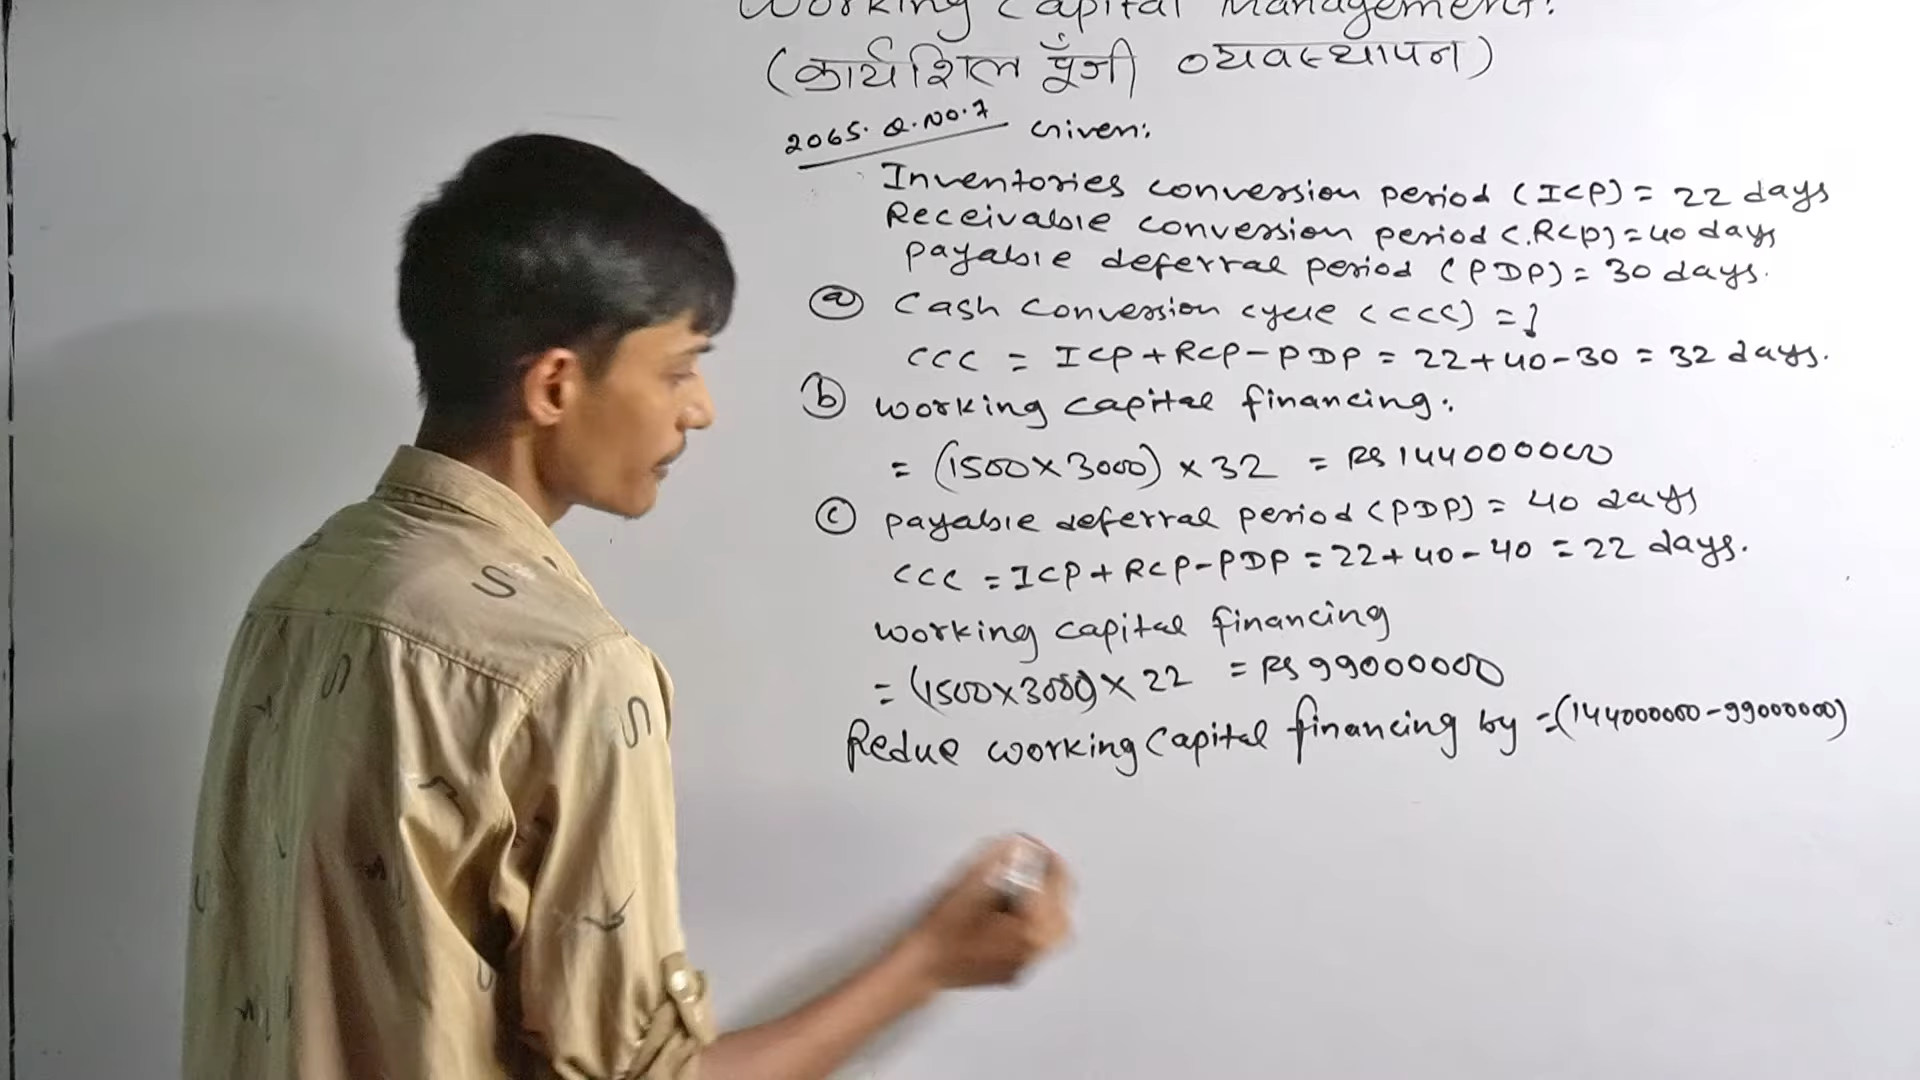 Working Capital Management:
(कार्यशिल पूँजी व्यवस्थापन)
2065. Q.NO.7 Given:
Inventories conversion period (ICP) = 22 days
Receivable conversion period (.RCP) = 40 days
Payable deferral period (PDP) = 30 days.
(a) Cash conversion cycle (CCC) = ?
CCC = ICP + RCP - PDP = 22 + 40 - 30 = 32 days.
(b) Working capital financing:
= (1500 × 3000) × 32 = Rs 144000000
(c) Payable deferral period (PDP) = 40 days
CCC = ICP + RCP - PDP = 22 + 40 - 40 = 22 days.
Working capital financing
= (1500 × 3000) × 22 = Rs 99000000
Redue working Capital financing by = (144000000 - 99000000)